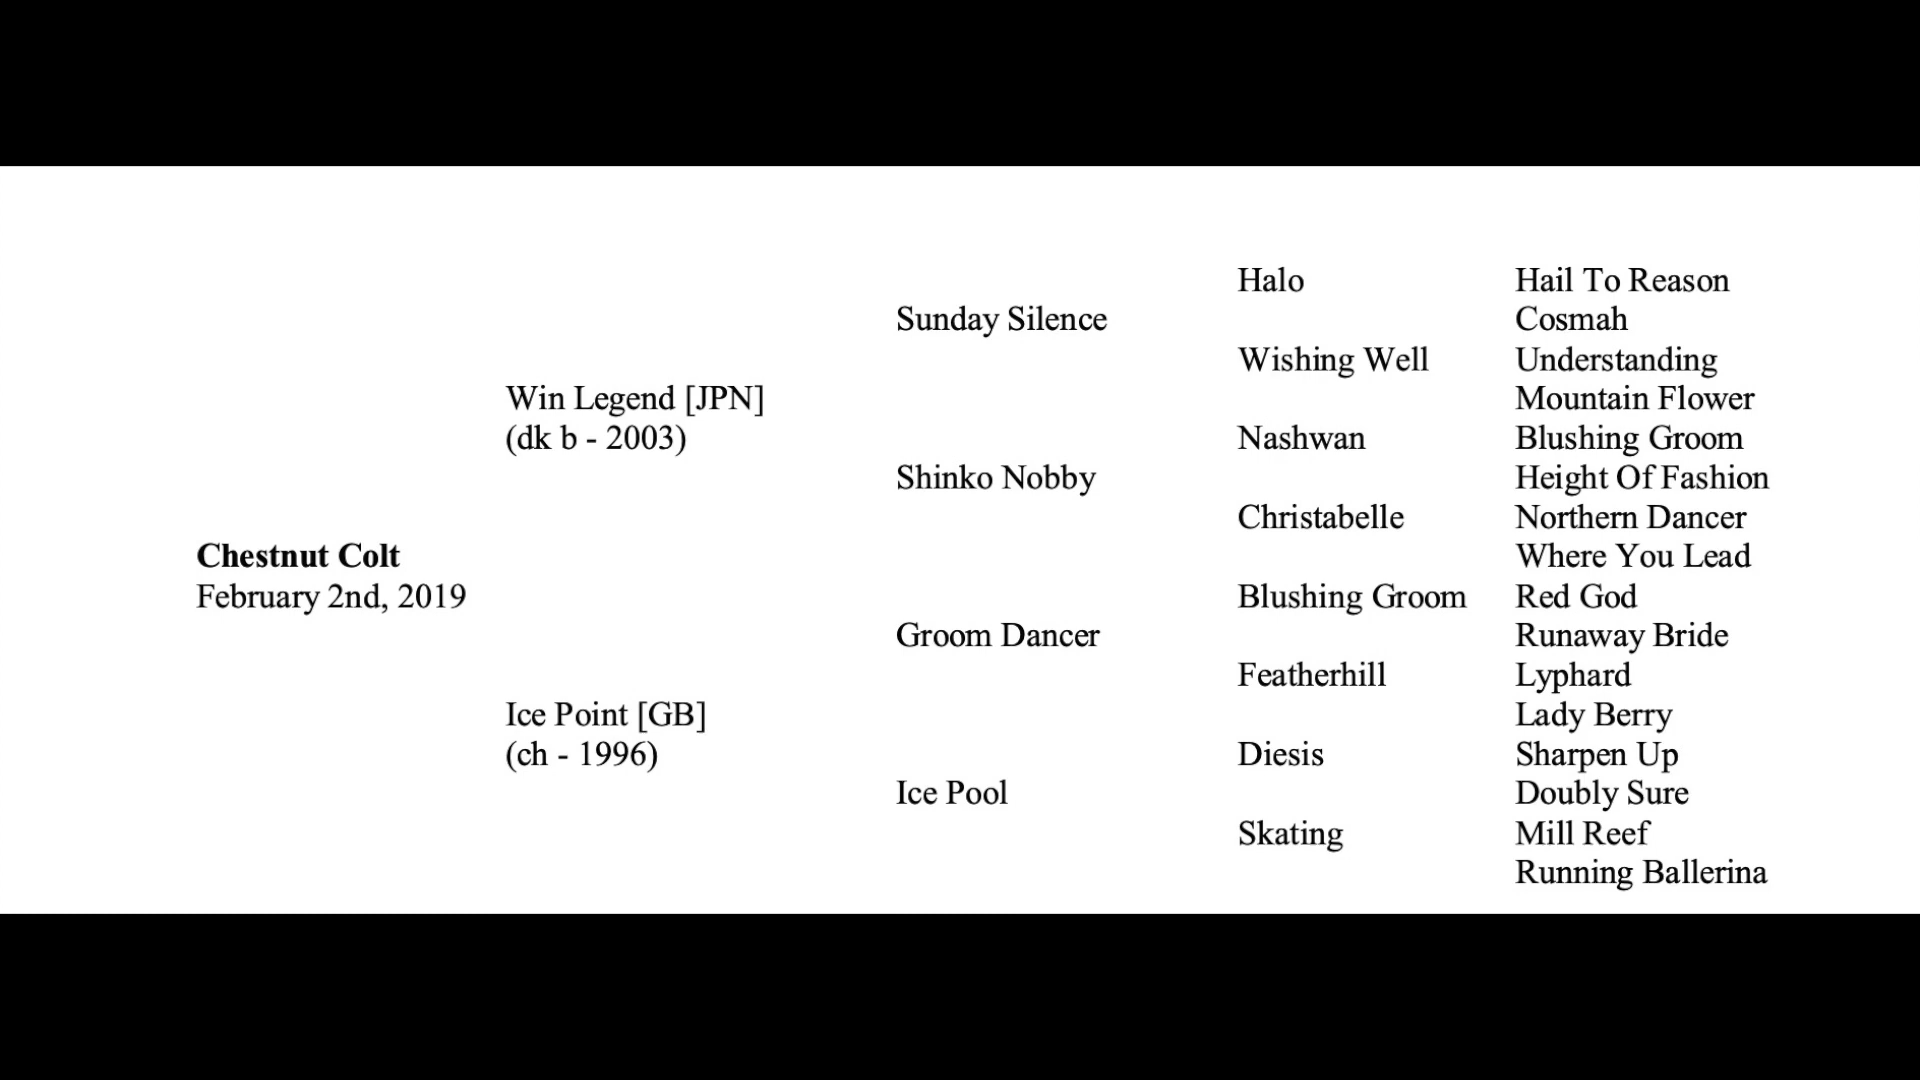 Halo Hail To Reason
Sunday Silence Cosmah
Wishing Well Understanding
Win Legend [JPN] Mountain Flower
(dk b - 2003) Nashwan Blushing Groom
Shinko Nobby Height Of Fashion
Christabelle Northern Dancer
Chestnut Colt Where You Lead
February 2nd, 2019 Blushing Groom Red God
Groom Dancer Runaway Bride
Featherhill Lyphard
Ice Point [GB] Lady Berry
(ch - 1996) Diesis Sharpen Up
Ice Pool Doubly Sure
Skating Mill Reef
Running Ballerina